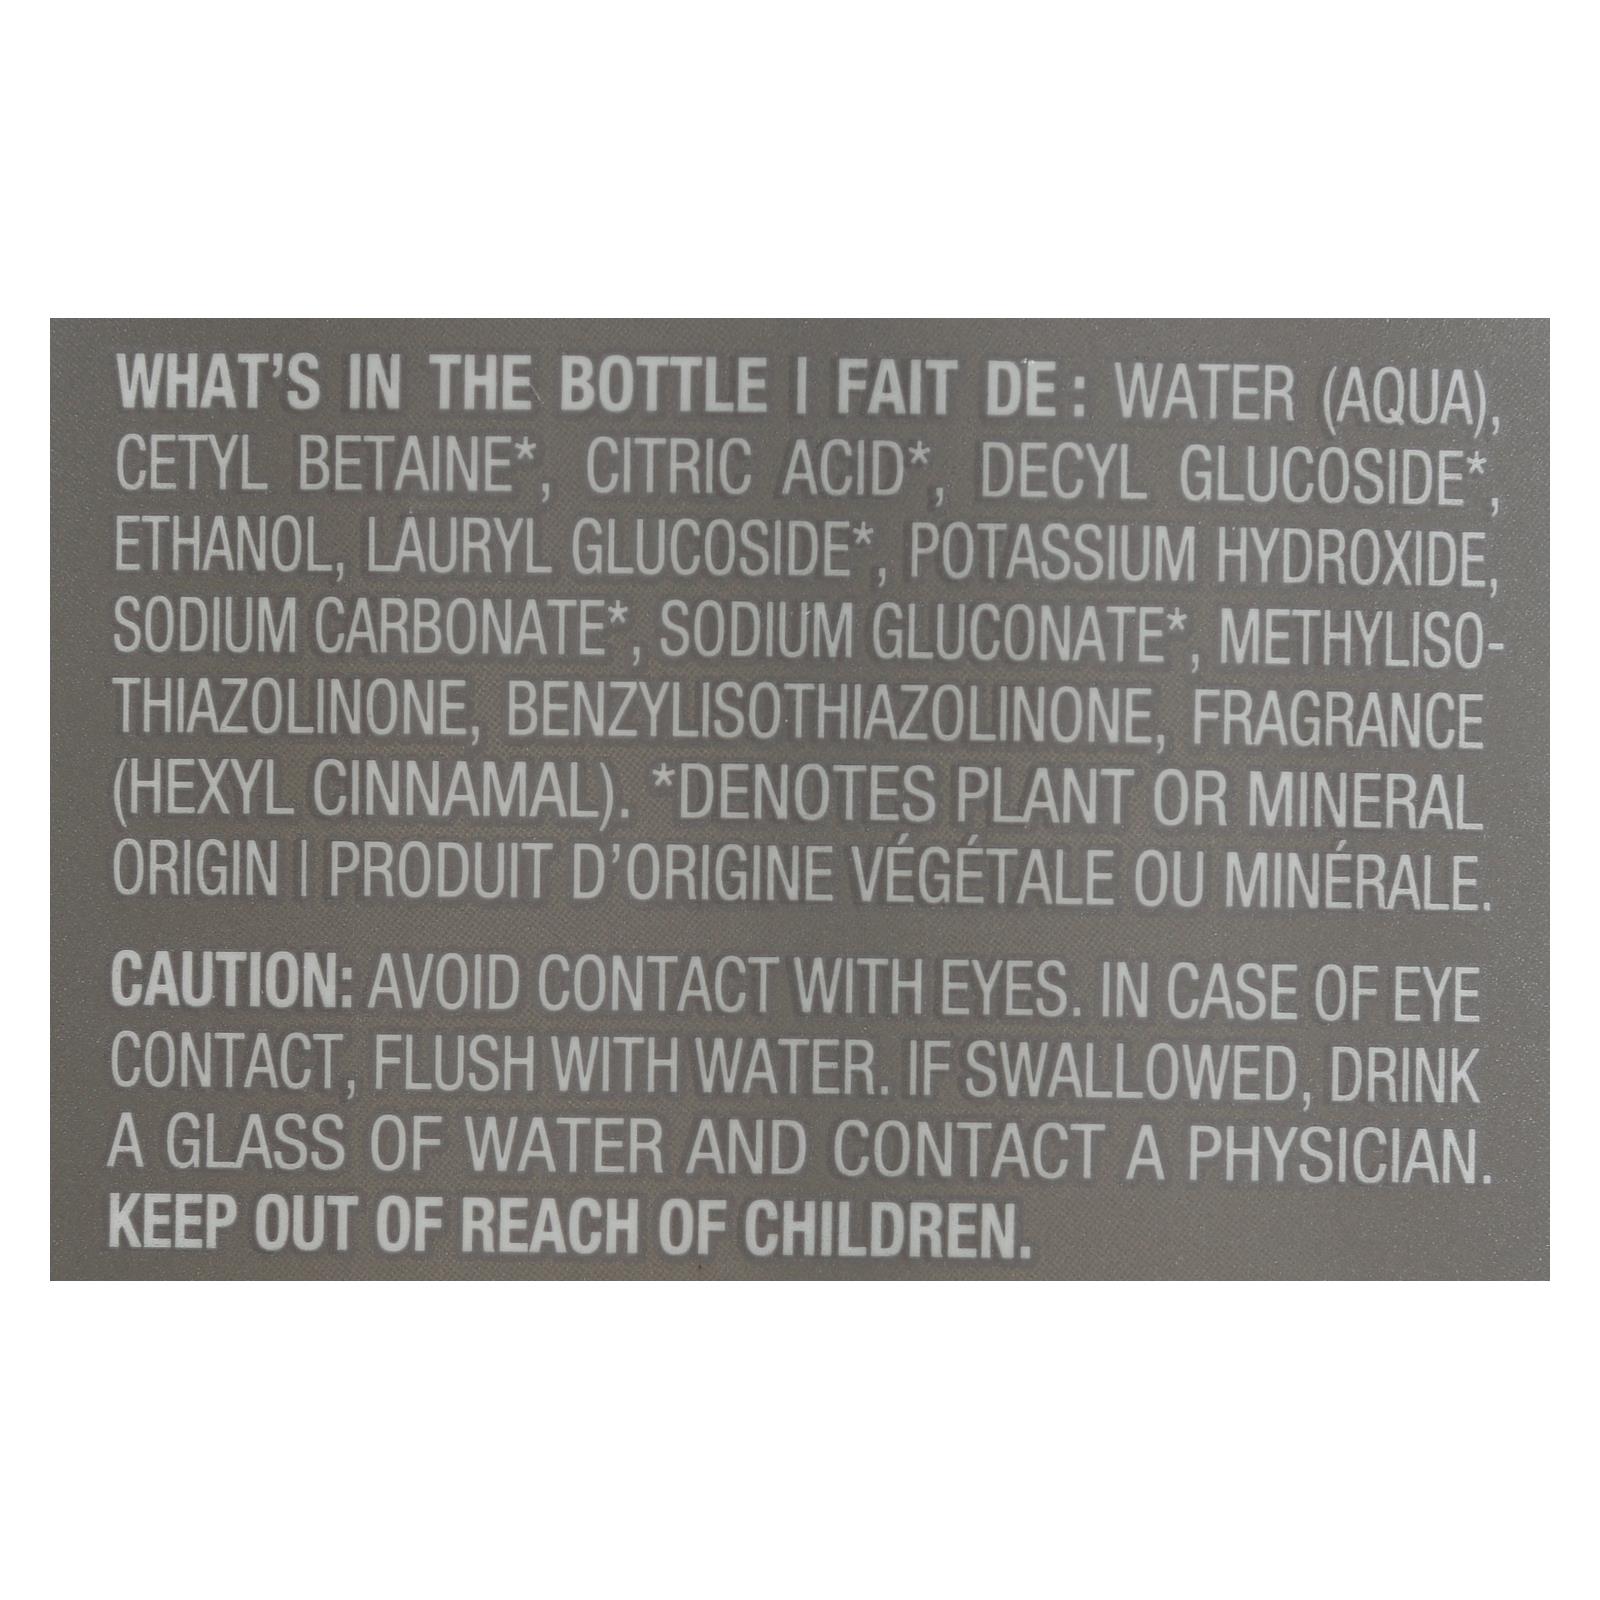 WHAT'S IN THE BOTTLE | FAIT DE : WATER (AQUA),
CETYL BETAINE*, CITRIC ACID*, DECYL GLUCOSIDE*,
ETHANOL, LAURYL GLUCOSIDE*, POTASSIUM HYDROXIDE,
SODIUM CARBONATE*, SODIUM GLUCONATE*, METHYLISO-
THIAZOLINONE, BENZYLISOTHIAZOLINONE, FRAGRANCE
(HEXYL CINNAMAL). *DENOTES PLANT OR MINERAL
ORIGIN | PRODUIT D'ORIGINE VÉGÉTALE OU MINÉRALE.
CAUTION: AVOID CONTACT WITH EYES. IN CASE OF EYE
CONTACT, FLUSH WITH WATER. IF SWALLOWED, DRINK
A GLASS OF WATER AND CONTACT A PHYSICIAN.
KEEP OUT OF REACH OF CHILDREN.